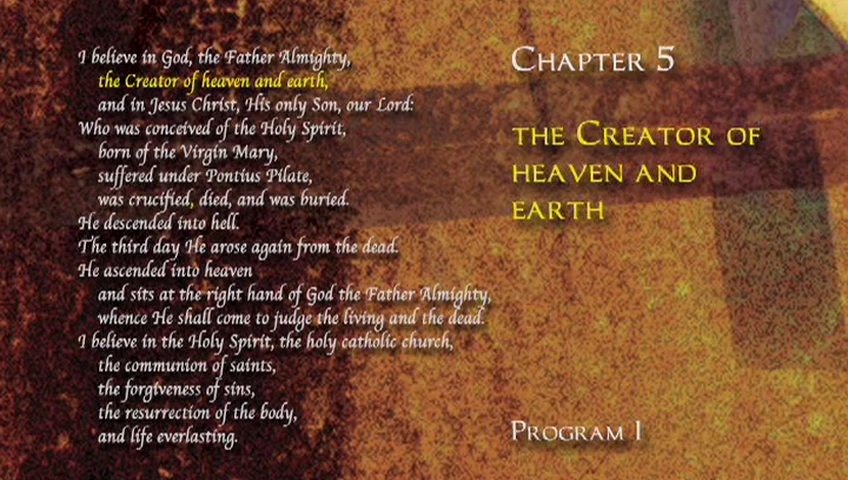 I believe in God, the Father Almighty,
the Creator of heaven and earth,
and in Jesus Christ, His only Son, our Lord:
Who was conceived of the Holy Spirit,
born of the Virgin Mary,
suffered under Pontius Pilate,
was crucified, died, and was buried.
He descended into hell.
The third day He arose again from the dead.
He ascended into heaven
and sits at the right hand of God the Father Almighty,
whence He shall come to judge the living and the dead.
I believe in the Holy Spirit, the holy catholic church,
the communion of saints,
the forgiveness of sins,
the resurrection of the body,
and life everlasting.
Chapter 5
the Creator of
heaven and
earth
Program 1